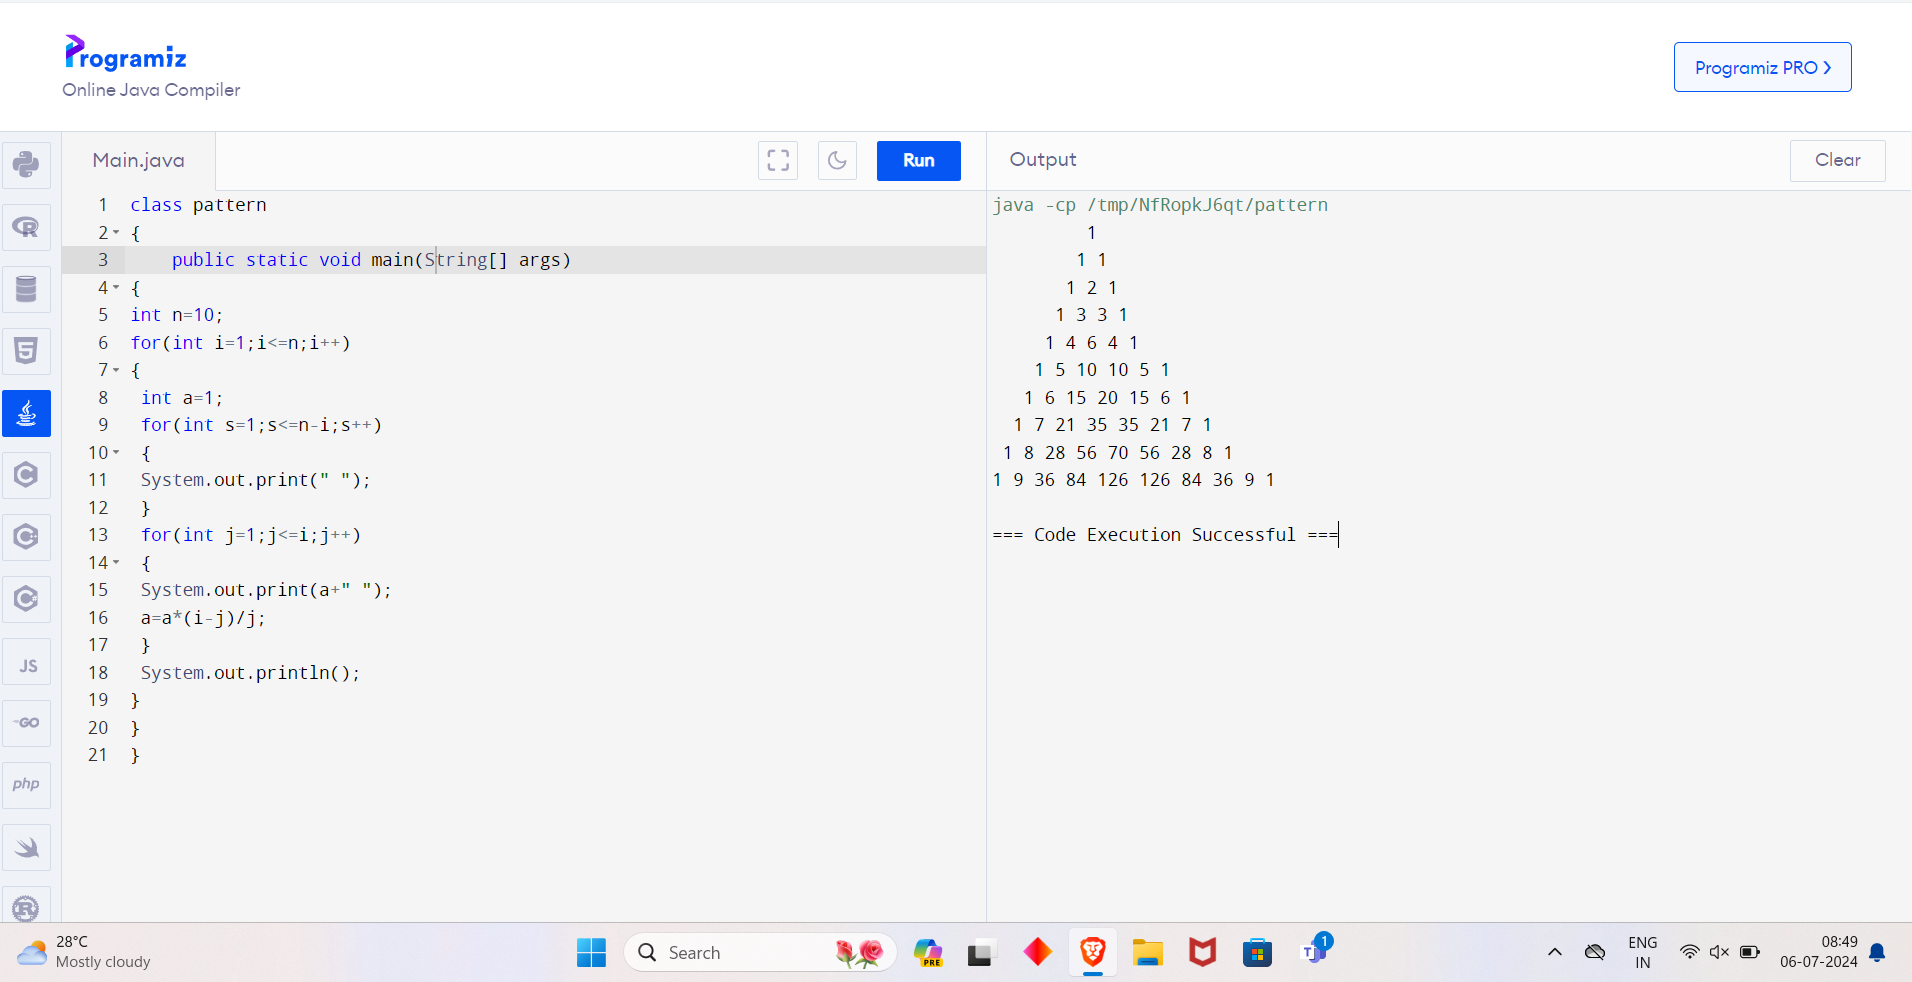 Programiz
Online Java Compiler
Programiz PRO
Main.java
Run
Output
Clear
1 class pattern
2 {
3     public static void main(String[] args)
4 {
5 int n=10;
6 for(int i=1;i<=n;i++)
7 {
8  int a=1;
9  for(int s=1;s<=n-i;s++)
10  {
11  System.out.print(" ");
12  }
13  for(int j=1;j<=i;j++)
14  {
15  System.out.print(a+" ");
16  a=a*(i-j)/j;
17  }
18  System.out.println();
19 }
20 }
21 }
java -cp /tmp/NfRopkJ6qt/pattern
         1
        1 1
       1 2 1
      1 3 3 1
     1 4 6 4 1
    1 5 10 10 5 1
   1 6 15 20 15 6 1
  1 7 21 35 35 21 7 1
 1 8 28 56 70 56 28 8 1
1 9 36 84 126 126 84 36 9 1
=== Code Execution Successful ===
R
5
C
C
C
JS
GO
php
R
28°C
Mostly cloudy
Search
PRE
T
1
ENG
IN
08:49
06-07-2024